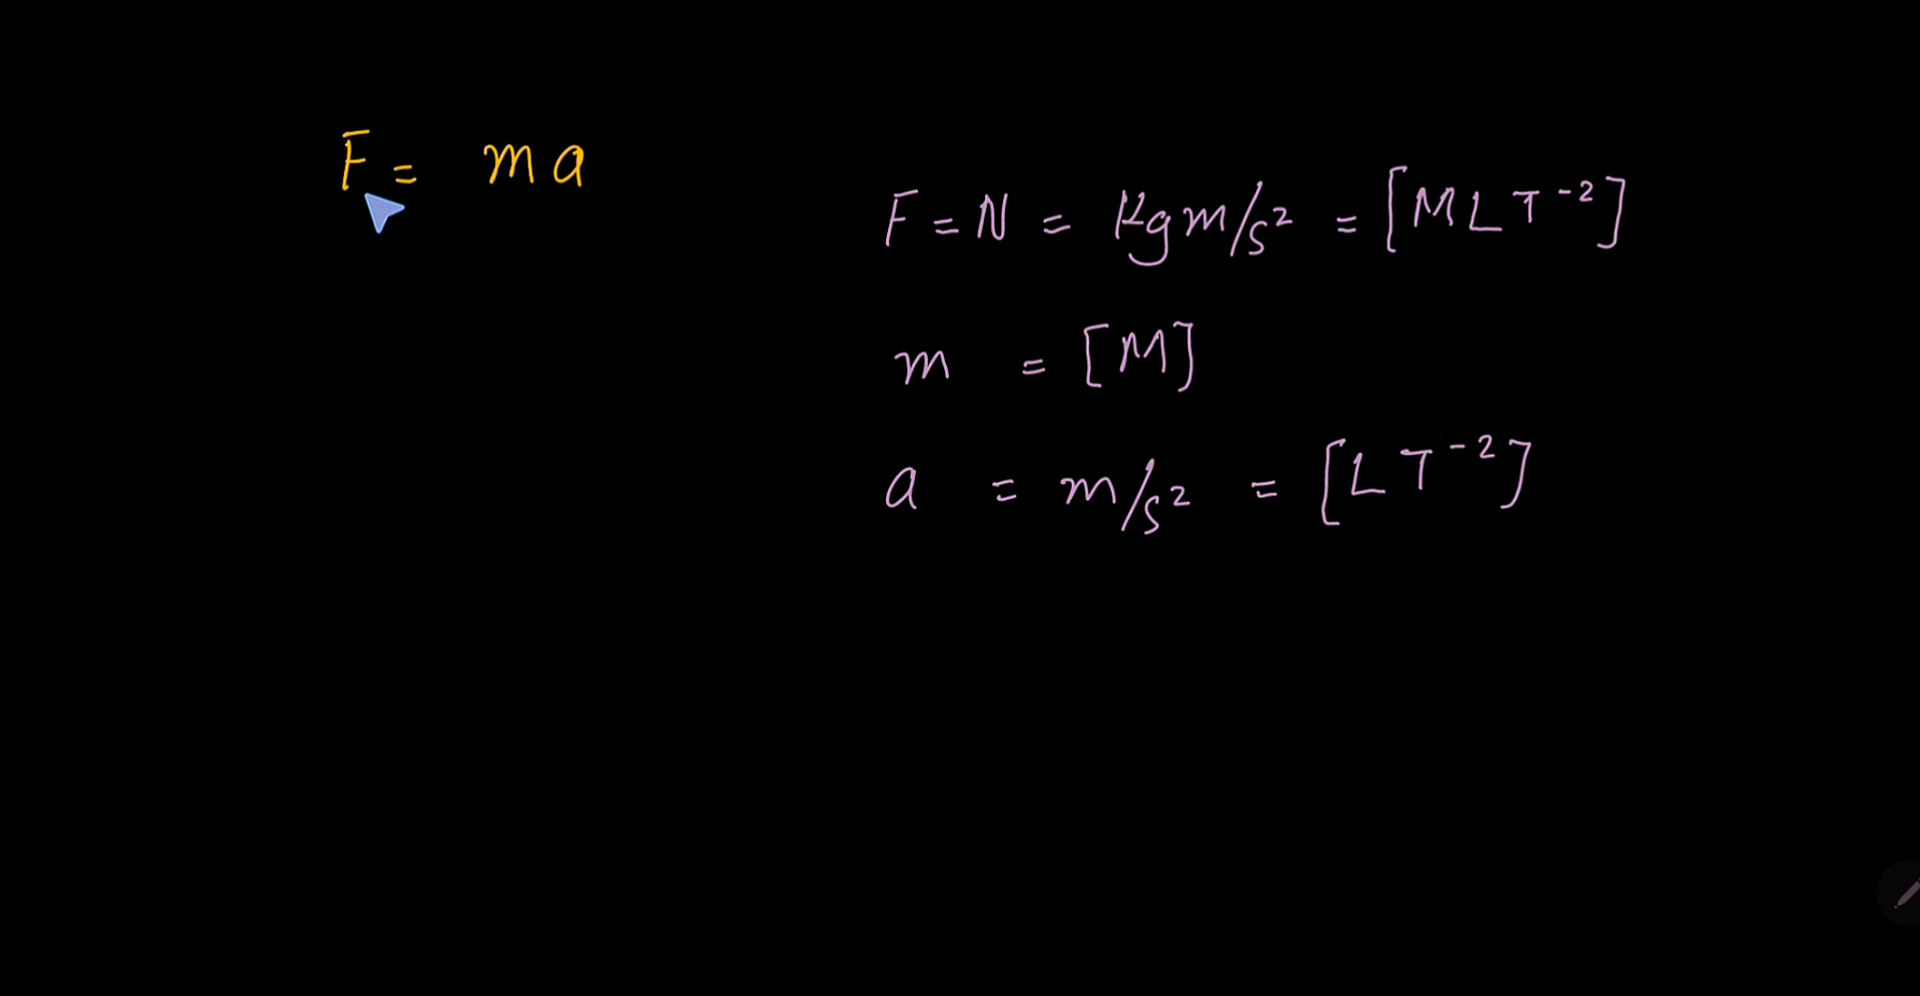 F = ma
F = N = kg m/s² = [M L T⁻²]
m = [M]
a = m/s² = [L T⁻²]